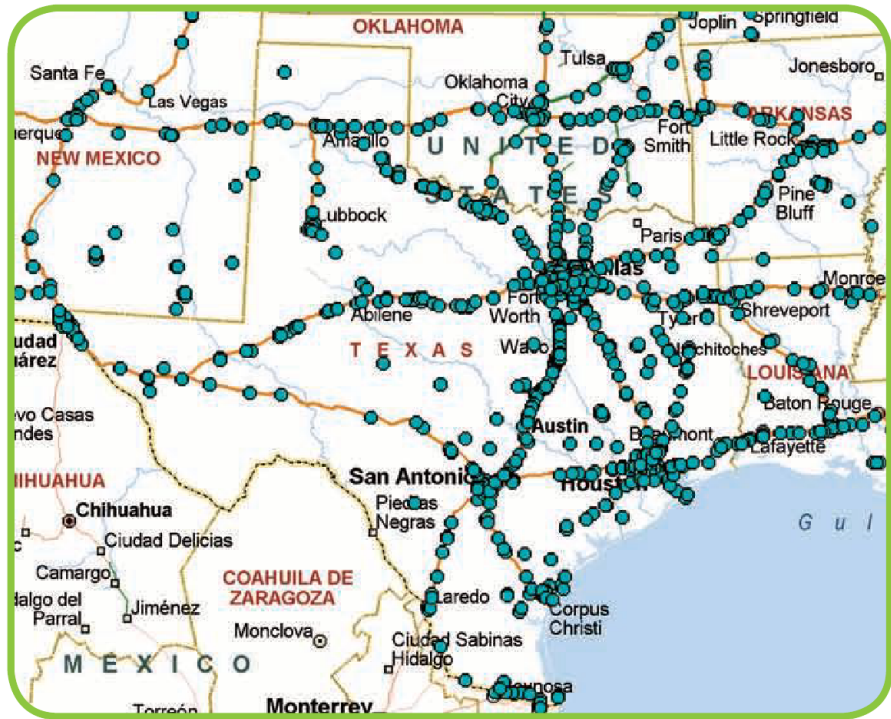 OKLAHOMA
Joplin
Springfield
Tulsa
Santa Fe
Las Vegas
Oklahoma
City
Jonesboro
ARKANSAS
Fort
Smith
Little Rock
Amarillo
UNITED
STATES
NEW MEXICO
Pine
Bluff
Lubbock
Paris
Monroe
Fort
Worth
Abilene
Tyler
Shreveport
TEXAS
LOUISIANA
Baton Rouge
Austin
Lafayette
San Antonio
Houston
Piedras
Negras
Chihuahua
Ciudad Delicias
Camargo
Jiménez
Parral
COAHUILA DE
ZARAGOZA
Laredo
Corpus
Christi
Monclova
Ciudad Sabinas
Hidalgo
MÉXICO
Monterrey
Torreón
Gul